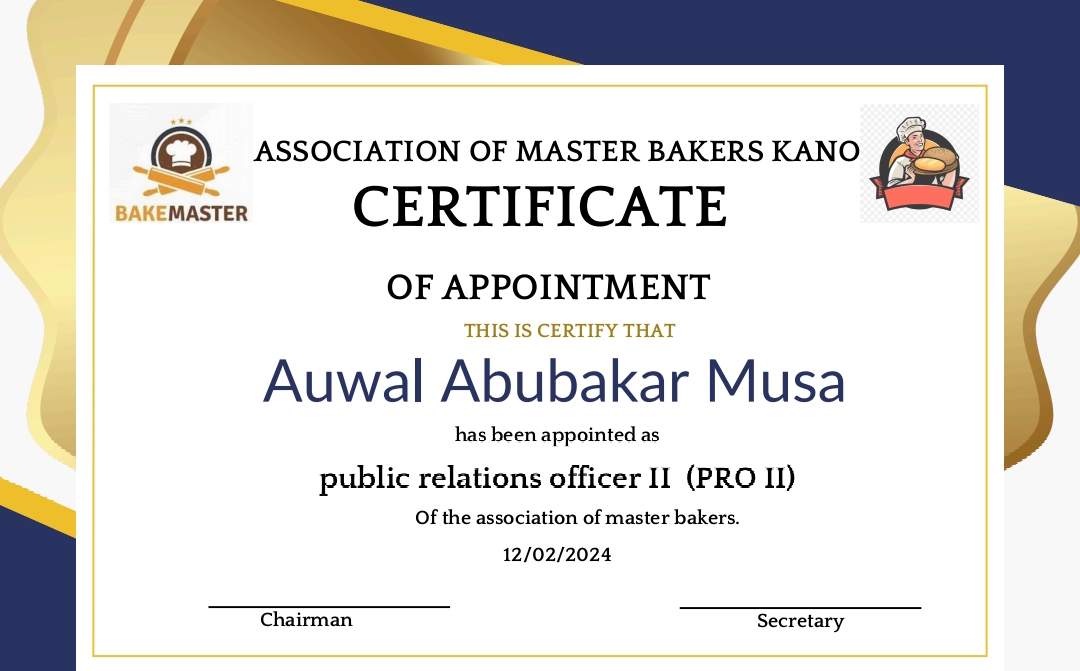 ASSOCIATION OF MASTER BAKERS KANO
BAKEMASTER
CERTIFICATE
OF APPOINTMENT
THIS IS CERTIFY THAT
Auwal Abubakar Musa
has been appointed as
public relations officer II (PRO II)
Of the association of master bakers.
12/02/2024
Chairman
Secretary